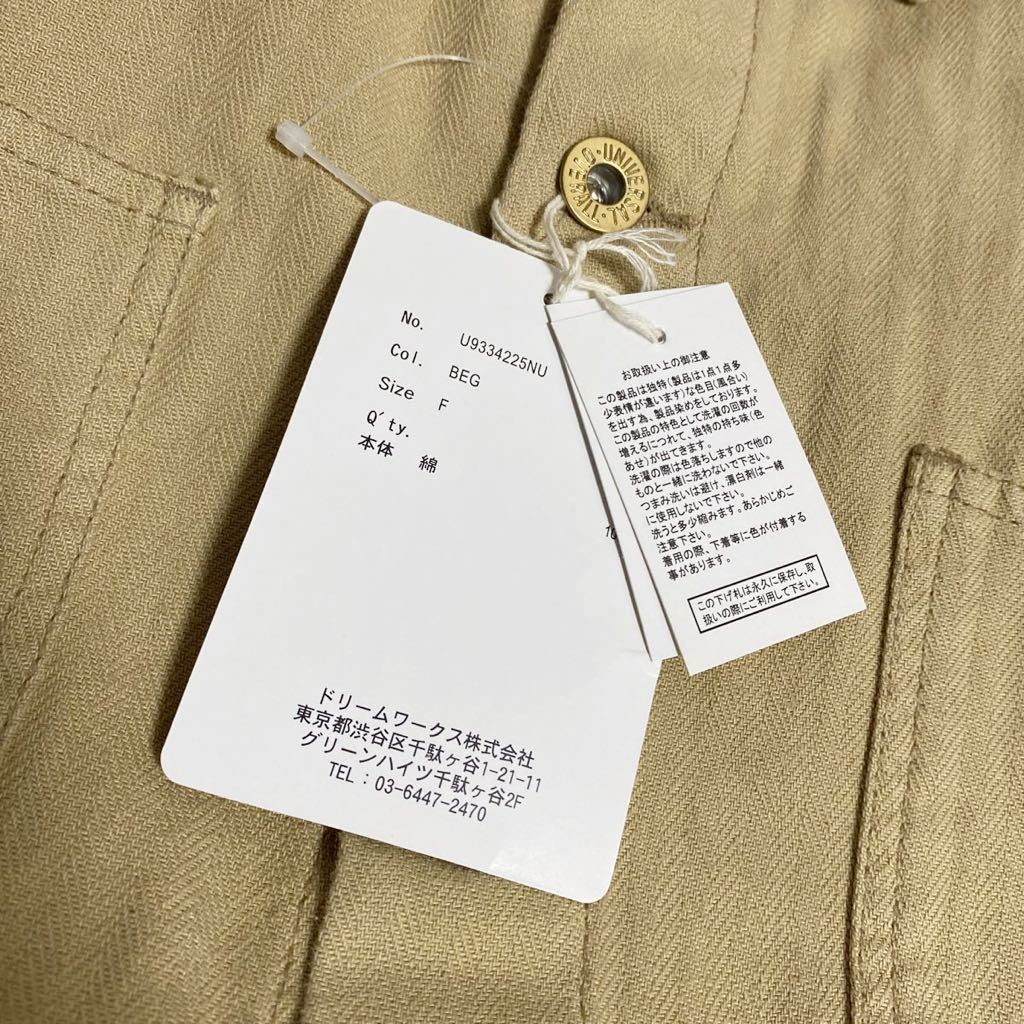 UNIVERSAL・TIMBELO・OVER
No. U9334225NU
Col. BEG
Size F
Q'ty.
本体 綿
ドリームワークス株式会社
東京都渋谷区千駄ヶ谷1-21-11
グリーンハイツ千駄ヶ谷2F
TEL：03-6447-2470
お取扱い上の御注意
この製品は独特(製品は1点1点多
少表情が違います)な色目(風合い)
を出す為、製品染めをしております。
この製品の特色として洗濯の回数が
増えるにつれて、独特の持ち味(色
あせ)が出てきます。
洗濯の際は色落ちしますので他の
ものと一緒に洗わないで下さい。
つまみ洗いは避け、漂白剤は一緒
に使用しないで下さい。
洗うと多少縮みます。あらかじめご
注意下さい。
着用の際、下着等に色が付着する
事があります。
この下げ札は永久に保存し、取
扱いの際にご利用して下さい。